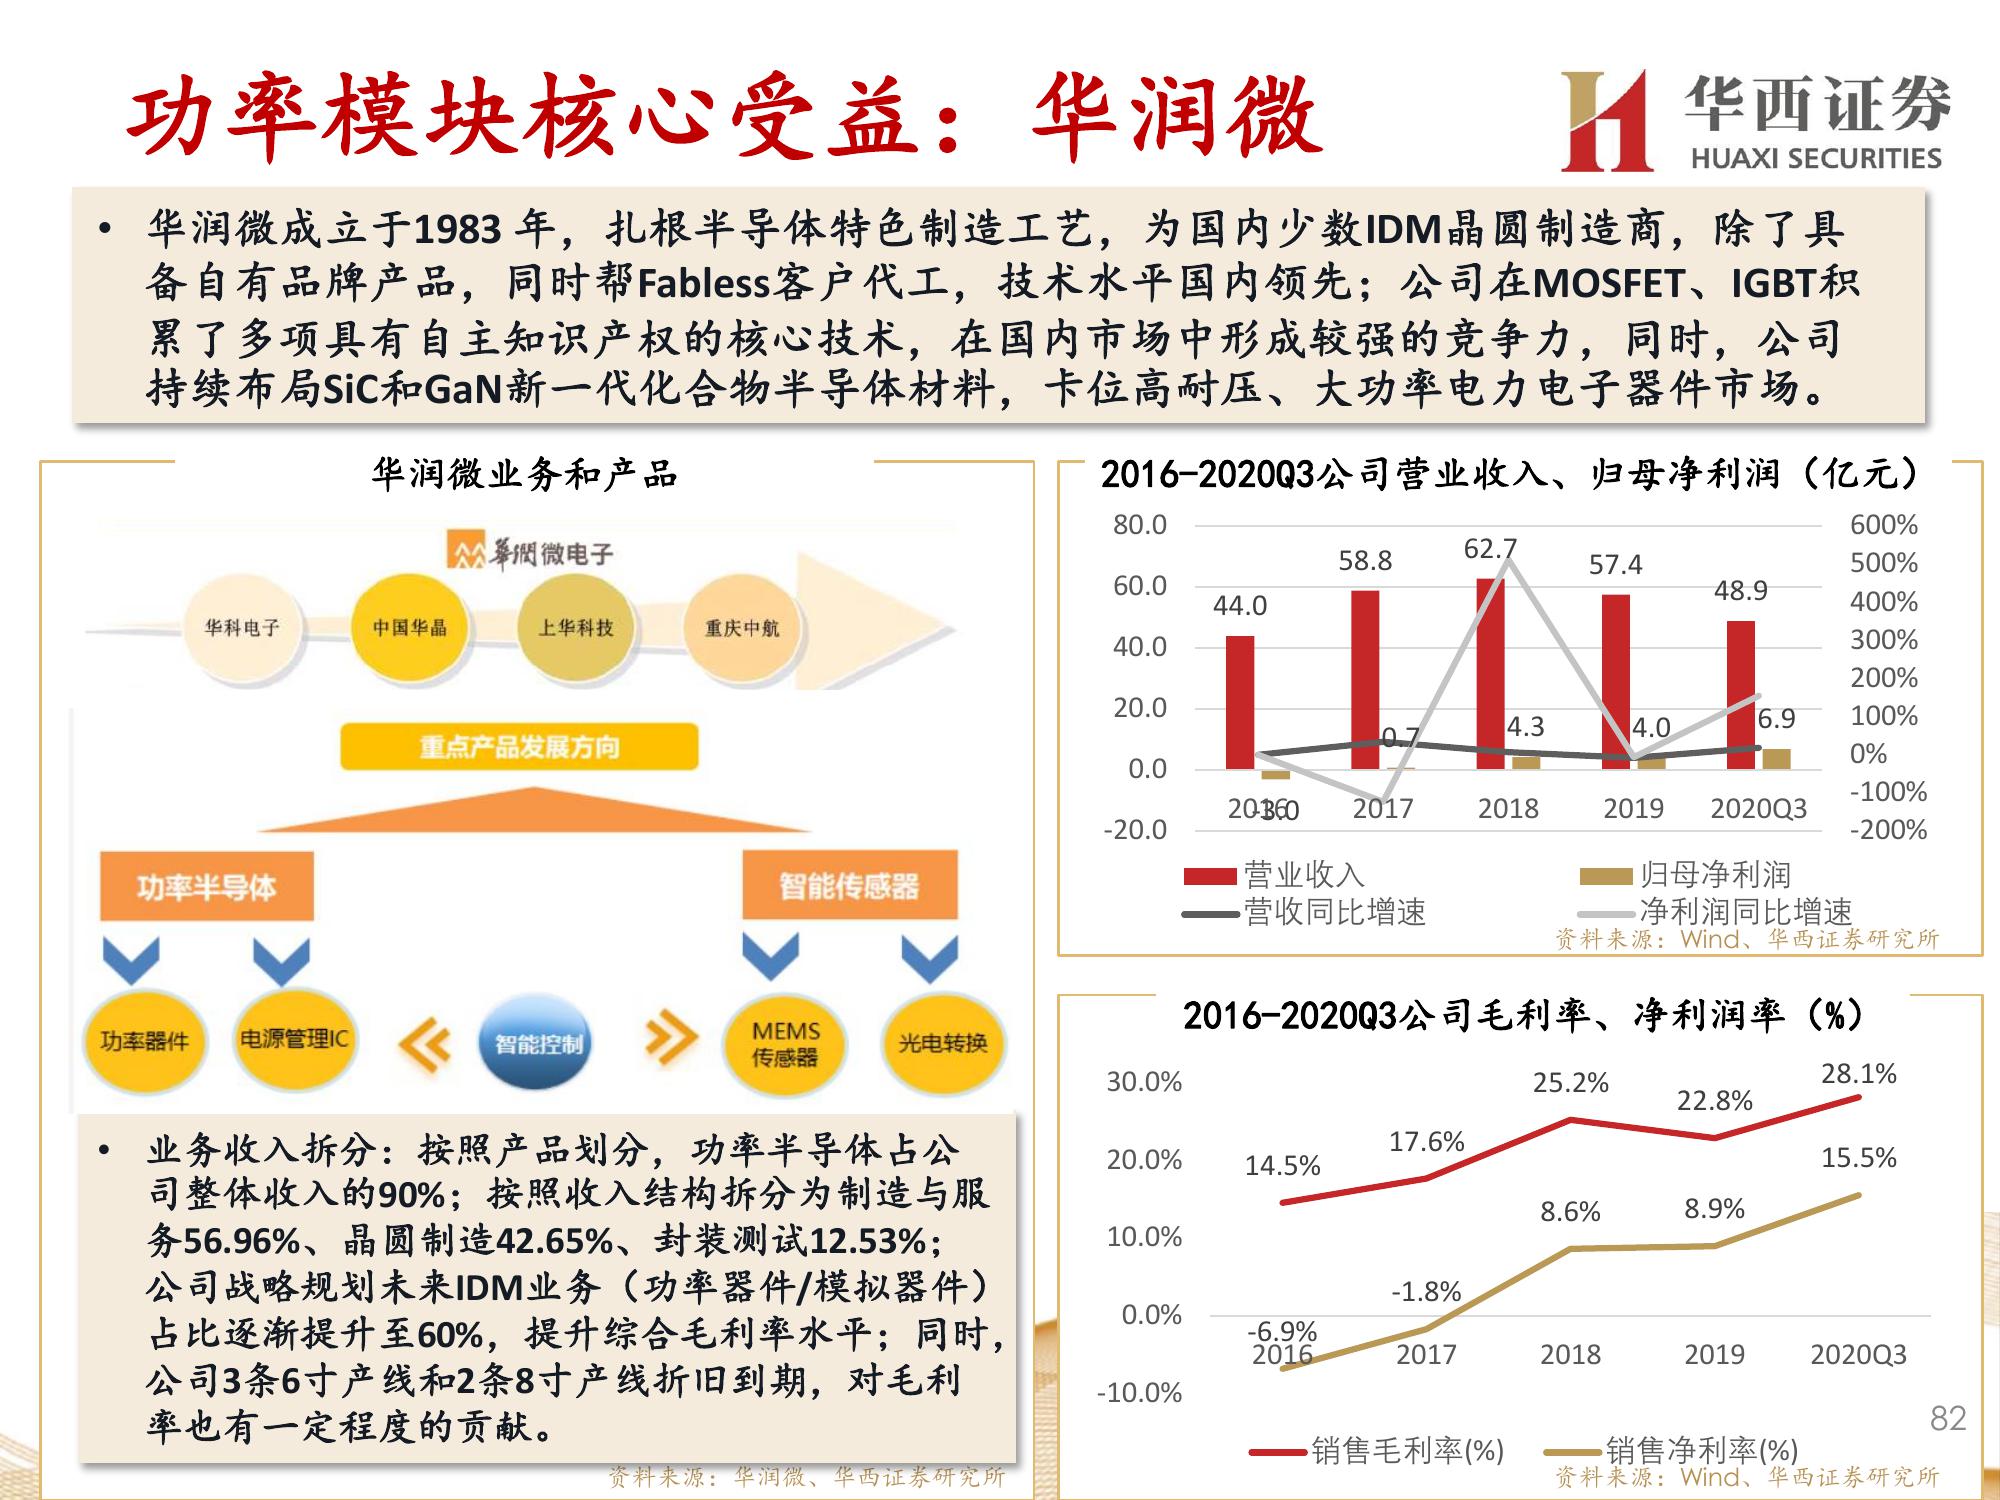 功率模块核心受益：华润微
华西证券
HUAXI SECURITIES
• 华润微成立于1983 年，扎根半导体特色制造工艺，为国内少数IDM晶圆制造商，除了具
备自有品牌产品，同时帮Fabless客户代工，技术水平国内领先；公司在MOSFET、IGBT积
累了多项具有自主知识产权的核心技术，在国内市场中形成较强的竞争力，同时，公司
持续布局SiC和GaN新一代化合物半导体材料，卡位高耐压、大功率电力电子器件市场。
华润微业务和产品
華潤微电子
华科电子
中国华晶
上华科技
重庆中航
重点产品发展方向
功率半导体
智能传感器
功率器件
电源管理IC
智能控制
MEMS
传感器
光电转换
• 业务收入拆分：按照产品划分，功率半导体占公
司整体收入的90%；按照收入结构拆分为制造与服
务56.96%、晶圆制造42.65%、封装测试12.53%；
公司战略规划未来IDM业务（功率器件/模拟器件）
占比逐渐提升至60%，提升综合毛利率水平；同时，
公司3条6寸产线和2条8寸产线折旧到期，对毛利
率也有一定程度的贡献。
资料来源：华润微、华西证券研究所
2016-2020Q3公司营业收入、归母净利润（亿元）
80.0
60.0
40.0
20.0
0.0
-20.0
600%
500%
400%
300%
200%
100%
0%
-100%
-200%
44.0
58.8
62.7
57.4
48.9
-3.0
0.7
4.3
4.0
6.9
2016
2017
2018
2019
2020Q3
营业收入
归母净利润
营收同比增速
净利润同比增速
资料来源：Wind、华西证券研究所
2016-2020Q3公司毛利率、净利润率（%）
30.0%
20.0%
10.0%
0.0%
-10.0%
14.5%
17.6%
25.2%
22.8%
28.1%
-6.9%
-1.8%
8.6%
8.9%
15.5%
2016
2017
2018
2019
2020Q3
销售毛利率(%)
销售净利率(%)
资料来源：Wind、华西证券研究所
82